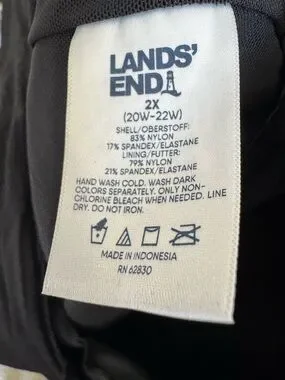 LANDS'
END
2X
(20W-22W)
SHELL/OBERSTOFF:
83% NYLON
17% SPANDEX/ELASTANE
LINING/FUTTER:
79% NYLON
21% SPANDEX/ELASTANE
HAND WASH COLD. WASH DARK
COLORS SEPARATELY. ONLY NON-
CHLORINE BLEACH WHEN NEEDED. LINE
DRY. DO NOT IRON.
MADE IN INDONESIA
RN 62830